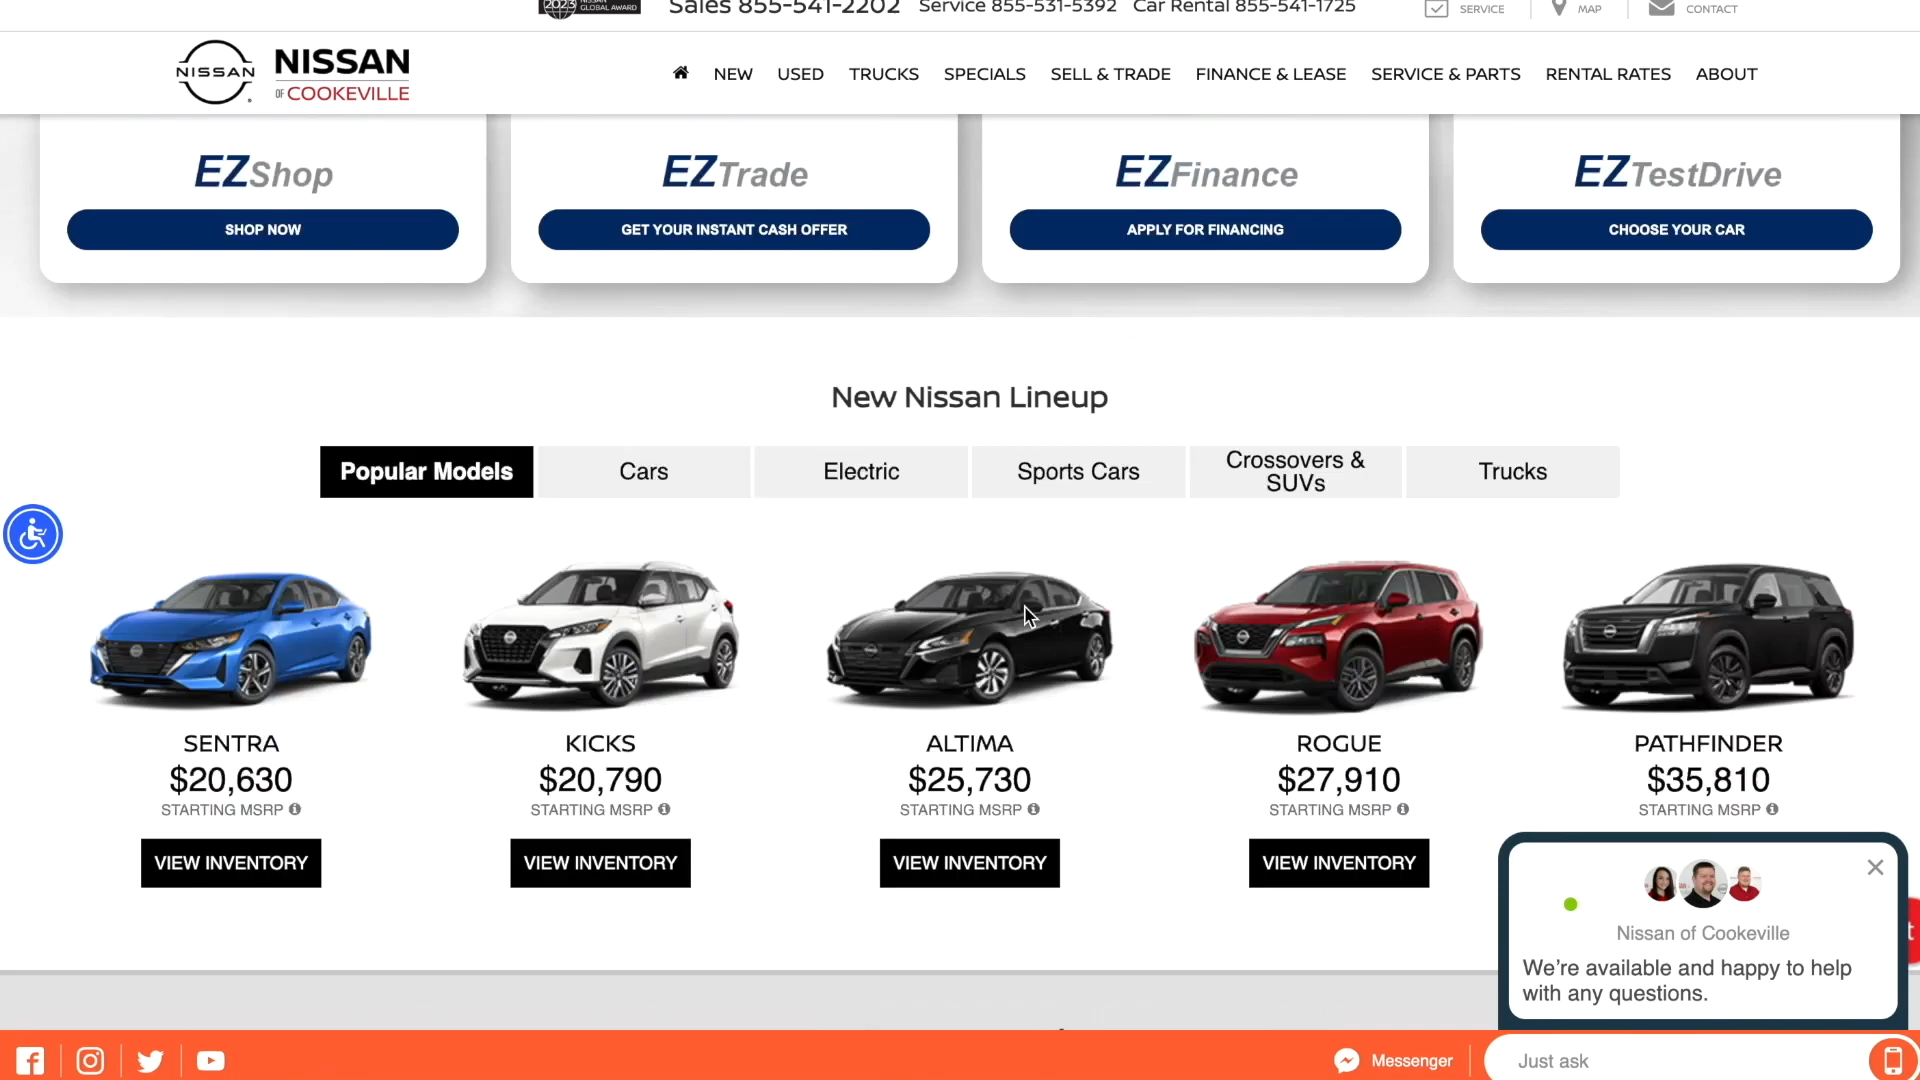 2023 NISSAN GLOBAL AWARD
Sales 855-541-2202 Service 855-531-5392 Car Rental 855-541-1725
SERVICE MAP CONTACT
NISSAN
NISSAN
OF COOKEVILLE
NEW USED TRUCKS SPECIALS SELL & TRADE FINANCE & LEASE SERVICE & PARTS RENTAL RATES ABOUT
EZShop
SHOP NOW
EZTrade
GET YOUR INSTANT CASH OFFER
EZFinance
APPLY FOR FINANCING
EZTestDrive
CHOOSE YOUR CAR
New Nissan Lineup
Popular Models
Cars
Electric
Sports Cars
Crossovers &
SUVs
Trucks
SENTRA
$20,630
STARTING MSRP
VIEW INVENTORY
KICKS
$20,790
STARTING MSRP
VIEW INVENTORY
ALTIMA
$25,730
STARTING MSRP
VIEW INVENTORY
ROGUE
$27,910
STARTING MSRP
VIEW INVENTORY
PATHFINDER
$35,810
STARTING MSRP
Nissan of Cookeville
We're available and happy to help
with any questions.
Messenger
Just ask